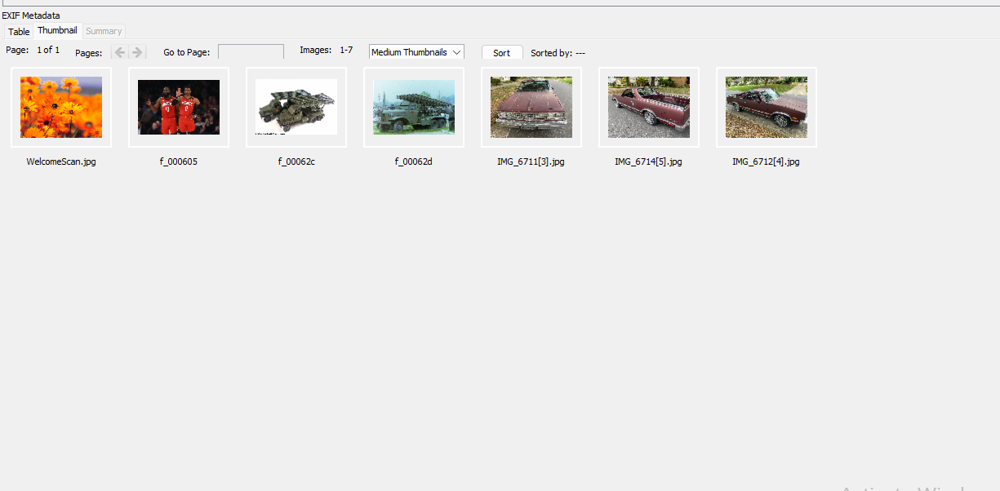 EXIF Metadata
Table Thumbnail Summary
Page: 1 of 1 Pages: Go to Page: Images: 1-7 Medium Thumbnails Sort Sorted by: ---
WelcomeScan.jpg f_000605 f_00062c f_00062d IMG_6711[3].jpg IMG_6714[5].jpg IMG_6712[4].jpg